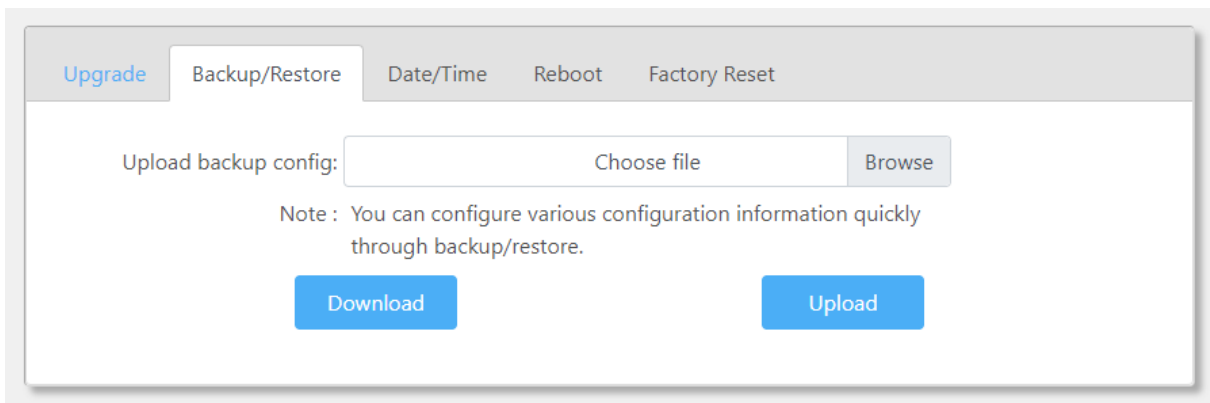 Upgrade Backup/Restore Date/Time Reboot Factory Reset
Upload backup config: Choose file Browse
Note : You can configure various configuration information quickly
through backup/restore.
Download Upload